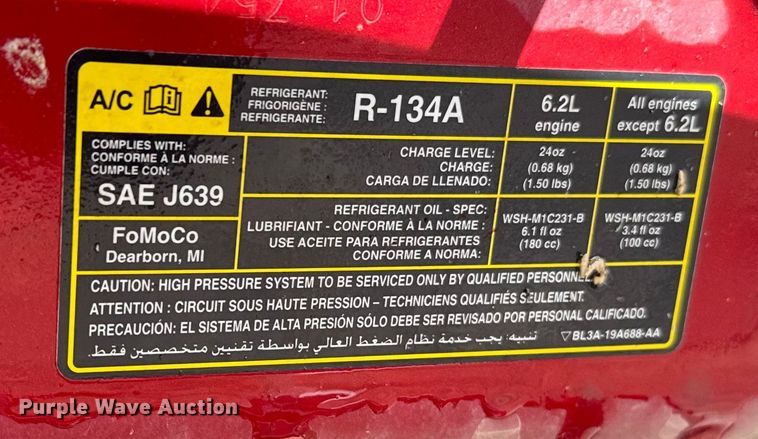 A/C
REFRIGERANT:
FRIGORIGÈNE :
REFRIGERANTE:
R-134A
6.2L
engine
All engines
except 6.2L
COMPLIES WITH:
CONFORME À LA NORME :
CUMPLE CON:
SAE J639
CHARGE LEVEL:
CHARGE:
CARGA DE LLENADO:
24oz
(0.68 kg)
(1.50 lbs)
24oz
(0.68 kg)
(1.50 lbs)
FoMoCo
Dearborn, MI
REFRIGERANT OIL - SPEC:
LUBRIFIANT - CONFORME À LA NORME :
USE ACEITE PARA REFRIGERANTES
CONFORME A NORMA:
WSH-M1C231-B
6.1 fl oz
(180 cc)
WSH-M1C231-B
3.4 fl oz
(100 cc)
CAUTION: HIGH PRESSURE SYSTEM TO BE SERVICED ONLY BY QUALIFIED PERSONNEL.
ATTENTION : CIRCUIT SOUS HAUTE PRESSION – TECHNICIENS QUALIFIÉS SEULEMENT.
PRECAUCIÓN: EL SISTEMA DE ALTA PRESIÓN SÓLO DEBE SER REVISADO POR PERSONAL CALIFICADO.
تنبيه: يجب خدمة نظام الضغط العالي بواسطة تقنيين متخصصين فقط.
BL3A-19A688-AA
Purple Wave Auction